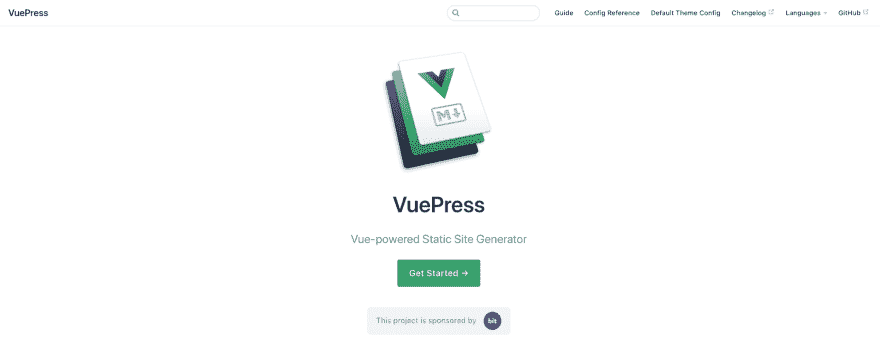 VuePress
Guide Config Reference Default Theme Config Changelog Languages GitHub
M
VuePress
Vue-powered Static Site Generator
Get Started →
This project is sponsored by bit